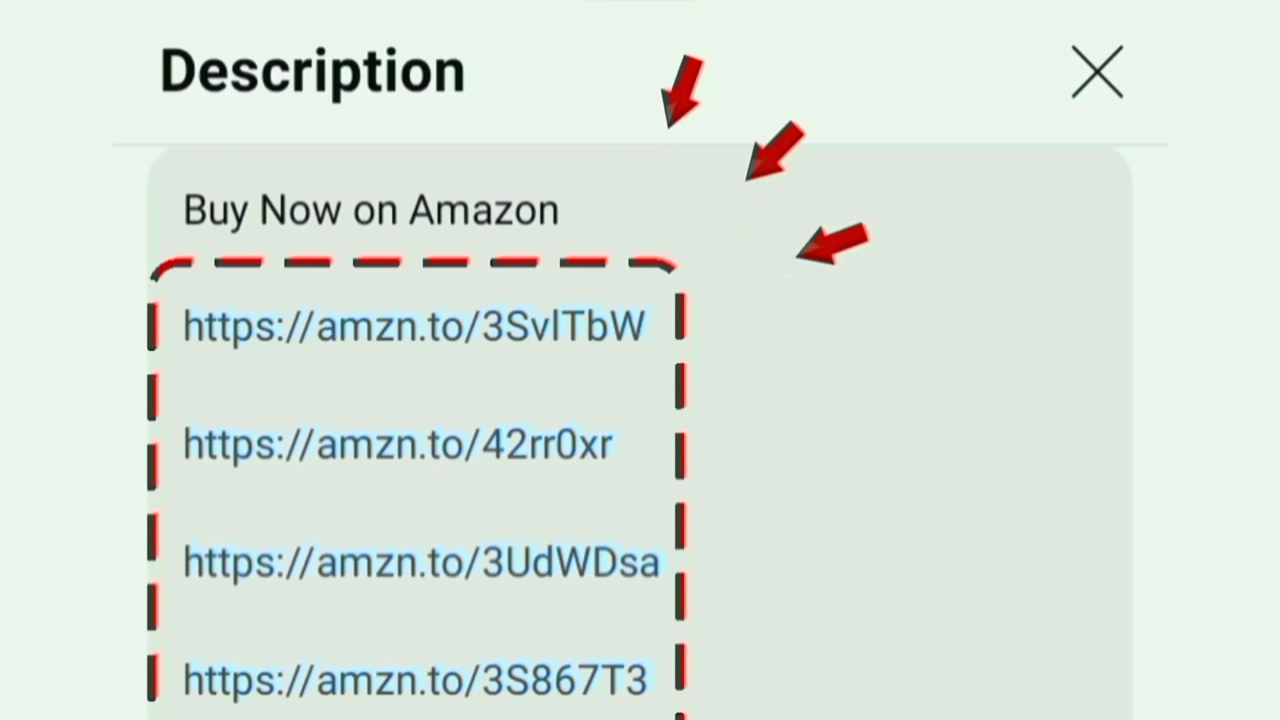 Description
Buy Now on Amazon
https://amzn.to/3SvlTbW
https://amzn.to/42rr0xr
https://amzn.to/3UdWDsa
https://amzn.to/3S867T3